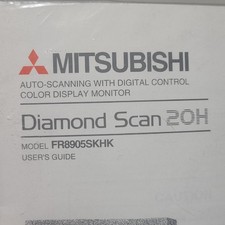 MITSUBISHI
AUTO-SCANNING WITH DIGITAL CONTROL
COLOR DISPLAY MONITOR
Diamond Scan 20H
MODEL FR8905SKHK
USER'S GUIDE